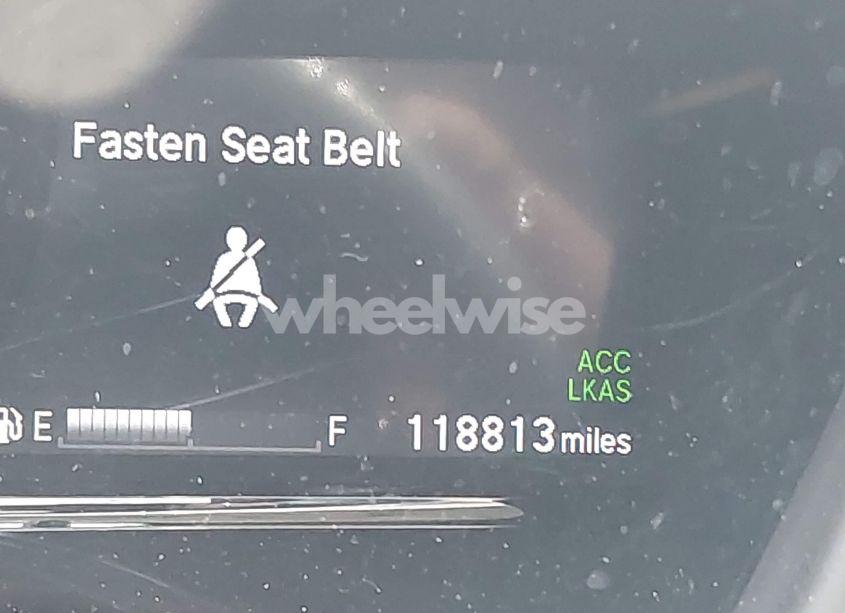 Fasten Seat Belt
wheelwise
ACC
LKAS
E F 118813 miles